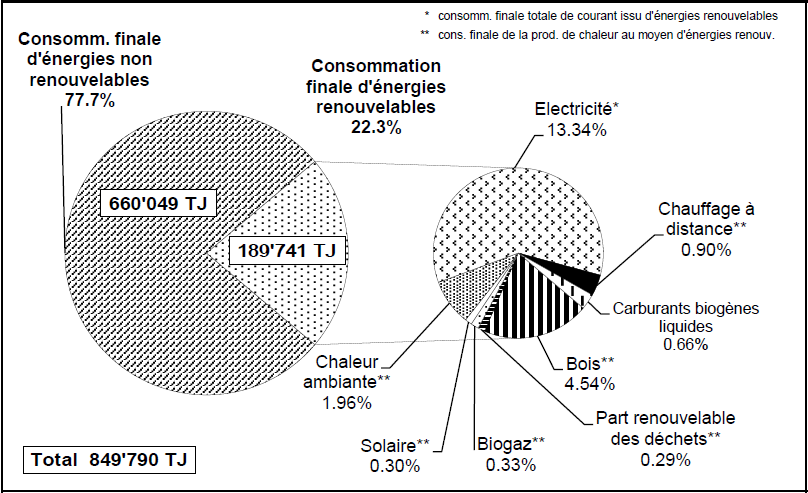 * consomm. finale totale de courant issu d'énergies renouvelables
** cons. finale de la prod. de chaleur au moyen d'énergies renouv.
Consomm. finale
d'énergies non
renouvelables
77.7%
Consommation
finale d'énergies
renouvelables
22.3%
Electricité*
13.34%
660'049 TJ
189'741 TJ
Chauffage à
distance**
0.90%
Carburants biogènes
liquides
0.66%
Bois**
4.54%
Chaleur
ambiante**
1.96%
Part renouvelable
des déchets**
0.29%
Solaire**
0.30%
Biogaz**
0.33%
Total 849'790 TJ